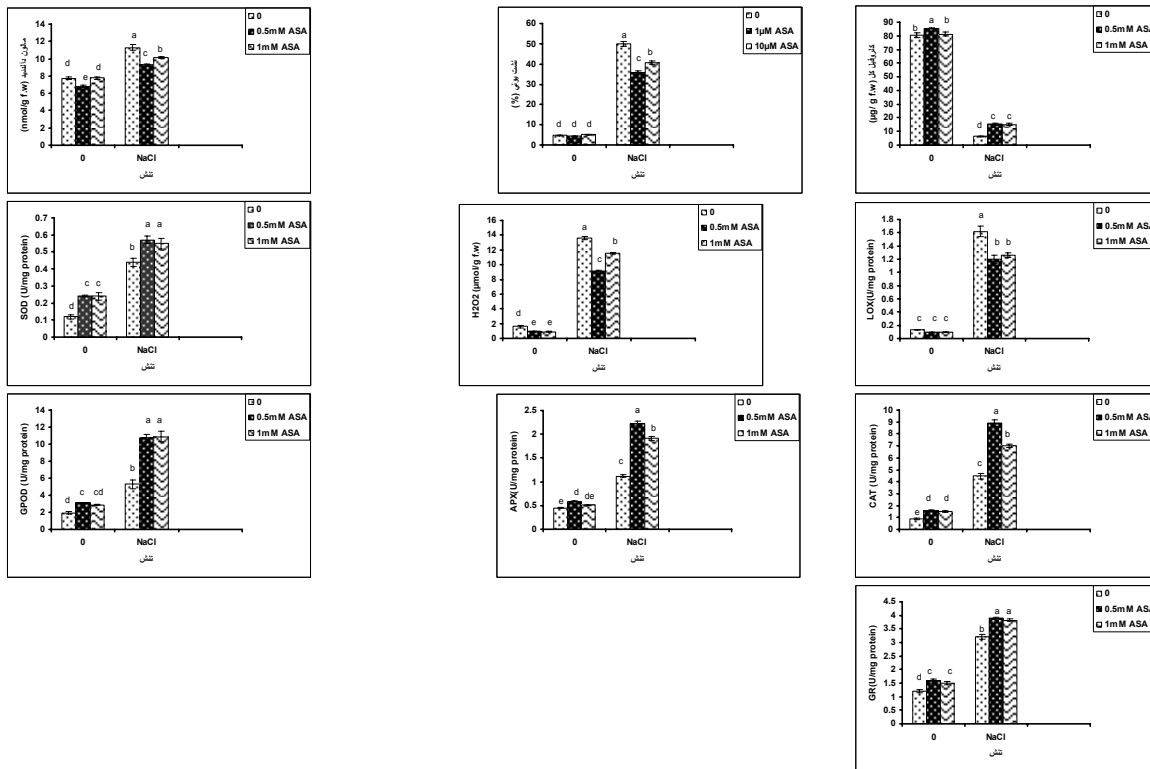 (nmol/g f.w)
14
12
10
8
6
4
2
0
d e d
a c b
0 NaCl
تنش
0
0.5mM ASA
1mM ASA
نشت یونی (%)
60
50
40
30
20
10
0
d d d
a c b
0 NaCl
تنش
0
1µM ASA
10µM ASA
کلروفیل کل (µg/ g f.w)
90
80
70
60
50
40
30
20
10
0
b a b
d c c
0 NaCl
تنش
0
0.5mM ASA
1mM ASA
SOD (U/mg protein)
0.7
0.6
0.5
0.4
0.3
0.2
0.1
0
d c c
b a a
0 NaCl
تنش
0
0.5mM ASA
1mM ASA
H2O2 (µmol/g f.w)
16
14
12
10
8
6
4
2
0
d e e
a c b
0 NaCl
تنش
0
0.5mM ASA
1mM ASA
LOX(U/mg protein)
1.8
1.6
1.4
1.2
1
0.8
0.6
0.4
0.2
0
c c c
a b b
0 NaCl
تنش
0
0.5mM ASA
1mM ASA
GPOD (U/mg protein)
14
12
10
8
6
4
2
0
d c cd
b a a
0 NaCl
تنش
0
0.5mM ASA
1mM ASA
APX(U/mg protein)
2.5
2
1.5
1
0.5
0
e d de
c a b
0 NaCl
تنش
0
0.5mM ASA
1mM ASA
CAT (U/mg protein)
10
9
8
7
6
5
4
3
2
1
0
e d d
c a b
0 NaCl
تنش
0
0.5mM ASA
1mM ASA
GR(U/mg protein)
4.5
4
3.5
3
2.5
2
1.5
1
0.5
0
d c c
b a a
0 NaCl
تنش
0
0.5mM ASA
1mM ASA